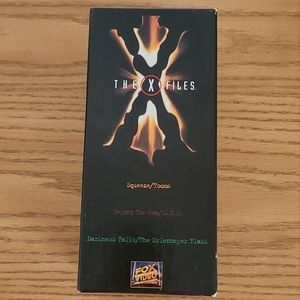 THE X FILES
Squeeze/Tooms
Beyond The Sea/E.B.E.
Darkness Falls/The Erlenmeyer Flask
FOX
VIDEO